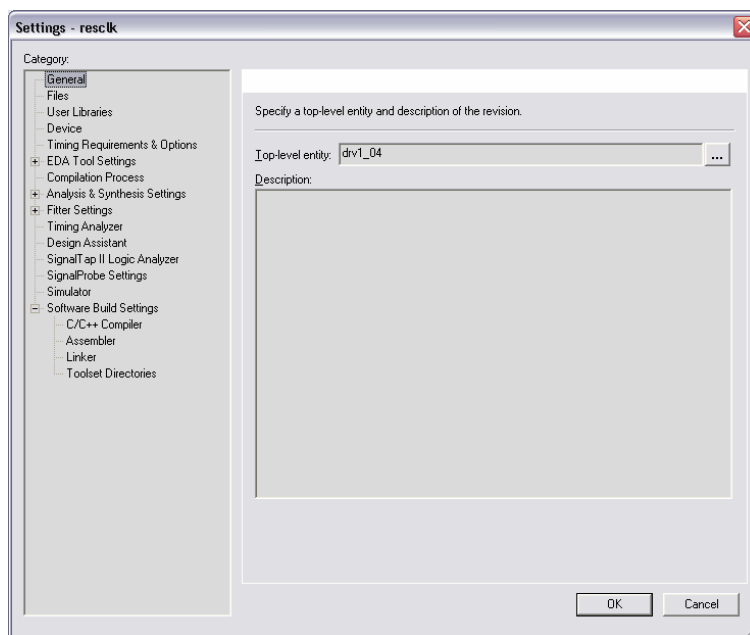 Settings - resclk
Category:
General
Files
User Libraries
Device
Timing Requirements & Options
EDA Tool Settings
Compilation Process
Analysis & Synthesis Settings
Fitter Settings
Timing Analyzer
Design Assistant
SignalTap II Logic Analyzer
SignalProbe Settings
Simulator
Software Build Settings
C/C++ Compiler
Assembler
Linker
Toolset Directories
Specify a top-level entity and description of the revision.
Top-level entity: drv1_04 ...
Description:
OK Cancel